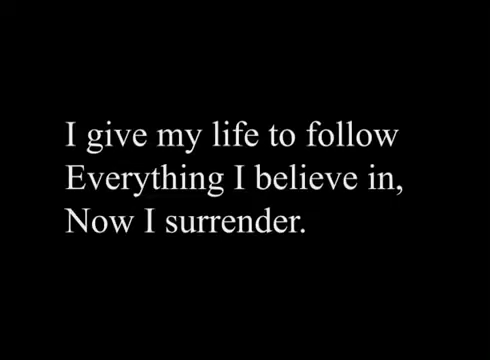 I give my life to follow
Everything I believe in,
Now I surrender.